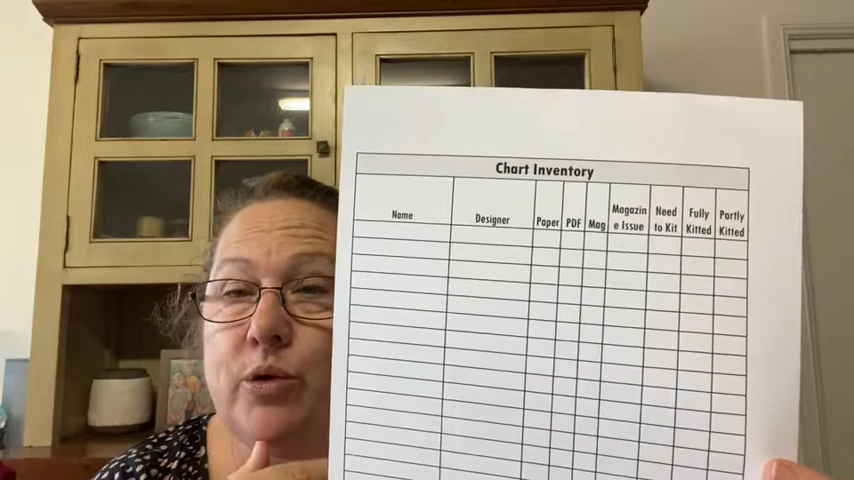 Chart Inventory
Name Designer Paper PDF Mag Magazin Need Fully Partly
e Issue to Kit Kitted Kitted